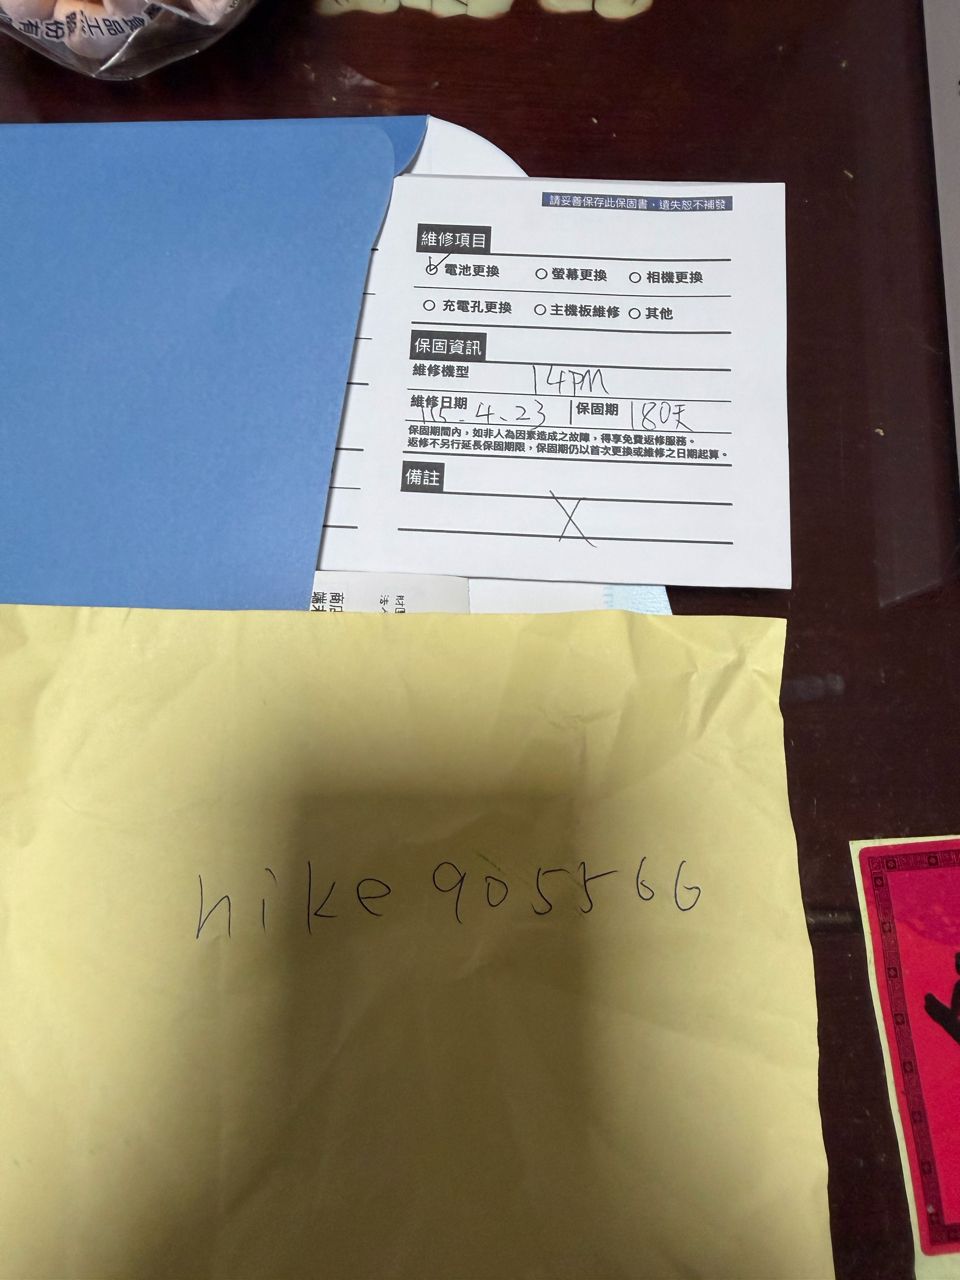 食品工
份有
請妥善保存此保固書，遺失恕不補發
維修項目
電池更換 螢幕更換 相機更換
充電孔更換 主機板維修 其他
保固資訊
維修機型 14PM
維修日期 115.4.23 保固期 180天
保固期間內，如非人為因素造成之故障，得享免費返修服務。
返修不另行延長保固期限，保固期仍以首次更換或維修之日期起算。
備註
X
nike905566